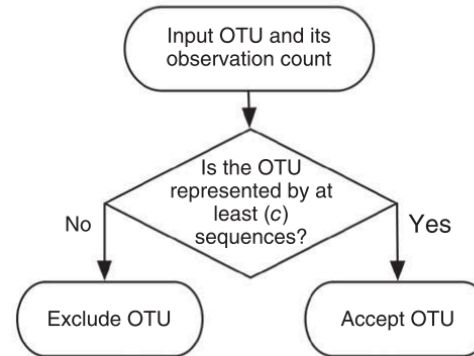 Input OTU and its
observation count
Is the OTU
represented by at
least (c)
sequences?
No
Yes
Exclude OTU
Accept OTU